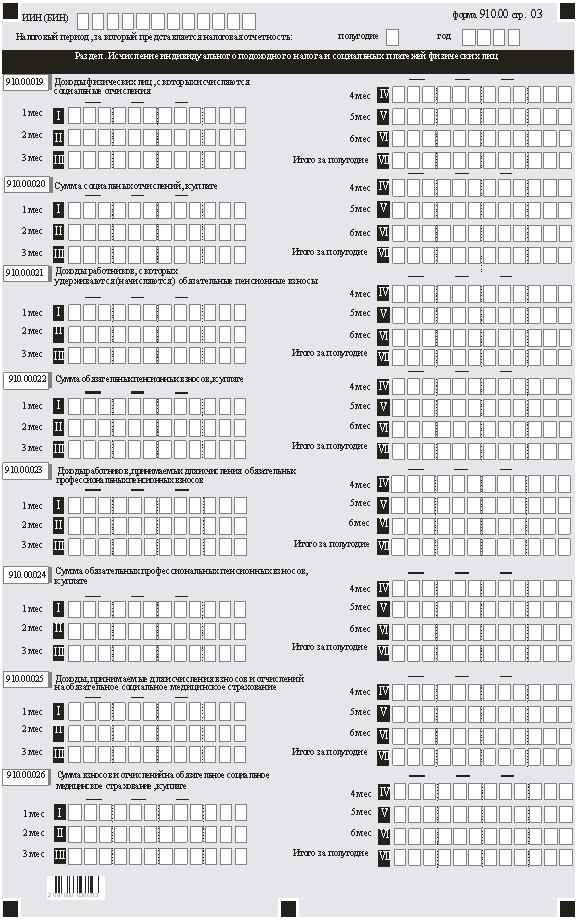 ИИН (БИН) форма 910.00 стр. 03
Налоговый период, за который представляется налоговая отчетность: полугодие год
Раздел. Исчисление индивидуального подоходного налога и социальных платежей физических лиц
910.00.019 Доходы физических лиц, с которых исчисляются
социальные отчисления
1 мес I 4 мес IV
2 мес II 5 мес V
3 мес III 6 мес VI
Итого за полугодие VI
910.00.020 Сумма социальных отчислений, к уплате
1 мес I 4 мес IV
2 мес II 5 мес V
3 мес III 6 мес VI
Итого за полугодие VI
910.00.021 Доходы работников, с которых
удерживаются (начисляются) обязательные пенсионные взносы
1 мес I 4 мес IV
2 мес II 5 мес V
3 мес III 6 мес VI
Итого за полугодие VI
910.00.022 Сумма обязательных пенсионных взносов, к уплате
1 мес I 4 мес IV
2 мес II 5 мес V
3 мес III 6 мес VI
Итого за полугодие VI
910.00.023 Доходы работников, принимаемых для исчисления обязательных
профессиональных пенсионных взносов
1 мес I 4 мес IV
2 мес II 5 мес V
3 мес III 6 мес VI
Итого за полугодие VI
910.00.024 Сумма обязательных профессиональных пенсионных взносов,
к уплате
1 мес I 4 мес IV
2 мес II 5 мес V
3 мес III 6 мес VI
Итого за полугодие VI
910.00.025 Доходы, принимаемые для исчисления взносов и отчислений
на обязательное социальное медицинское страхование
1 мес I 4 мес IV
2 мес II 5 мес V
3 мес III 6 мес VI
Итого за полугодие VI
910.00.026 Сумма взносов и отчислений на обязательное социальное
медицинское страхование, к уплате
1 мес I 4 мес IV
2 мес II 5 мес V
3 мес III 6 мес VI
Итого за полугодие VI